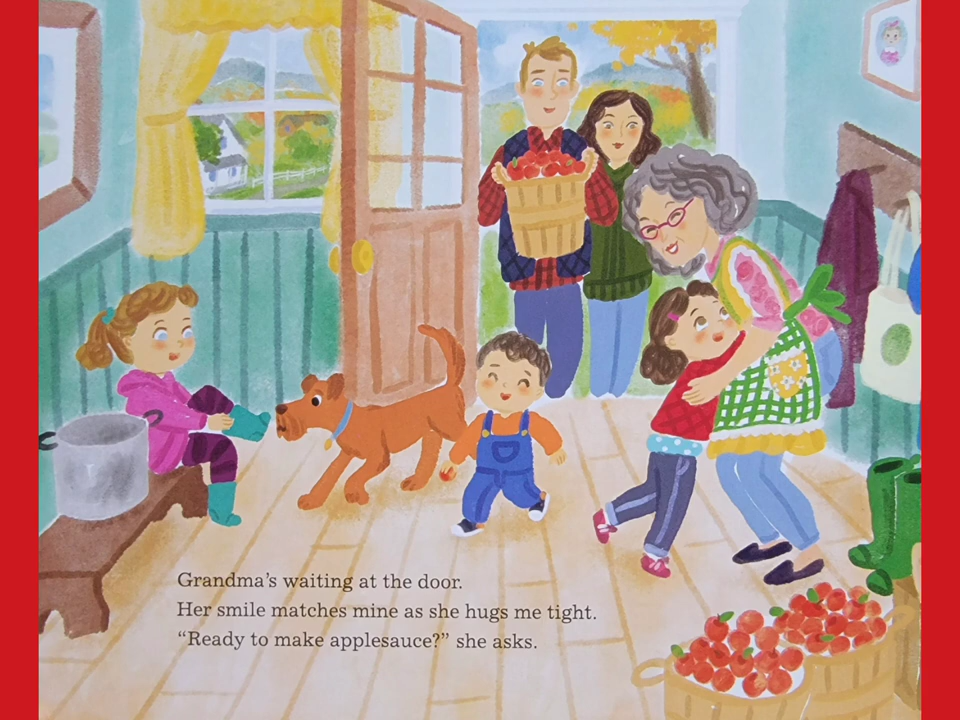 Grandma’s waiting at the door.
Her smile matches mine as she hugs me tight.
“Ready to make applesauce?” she asks.